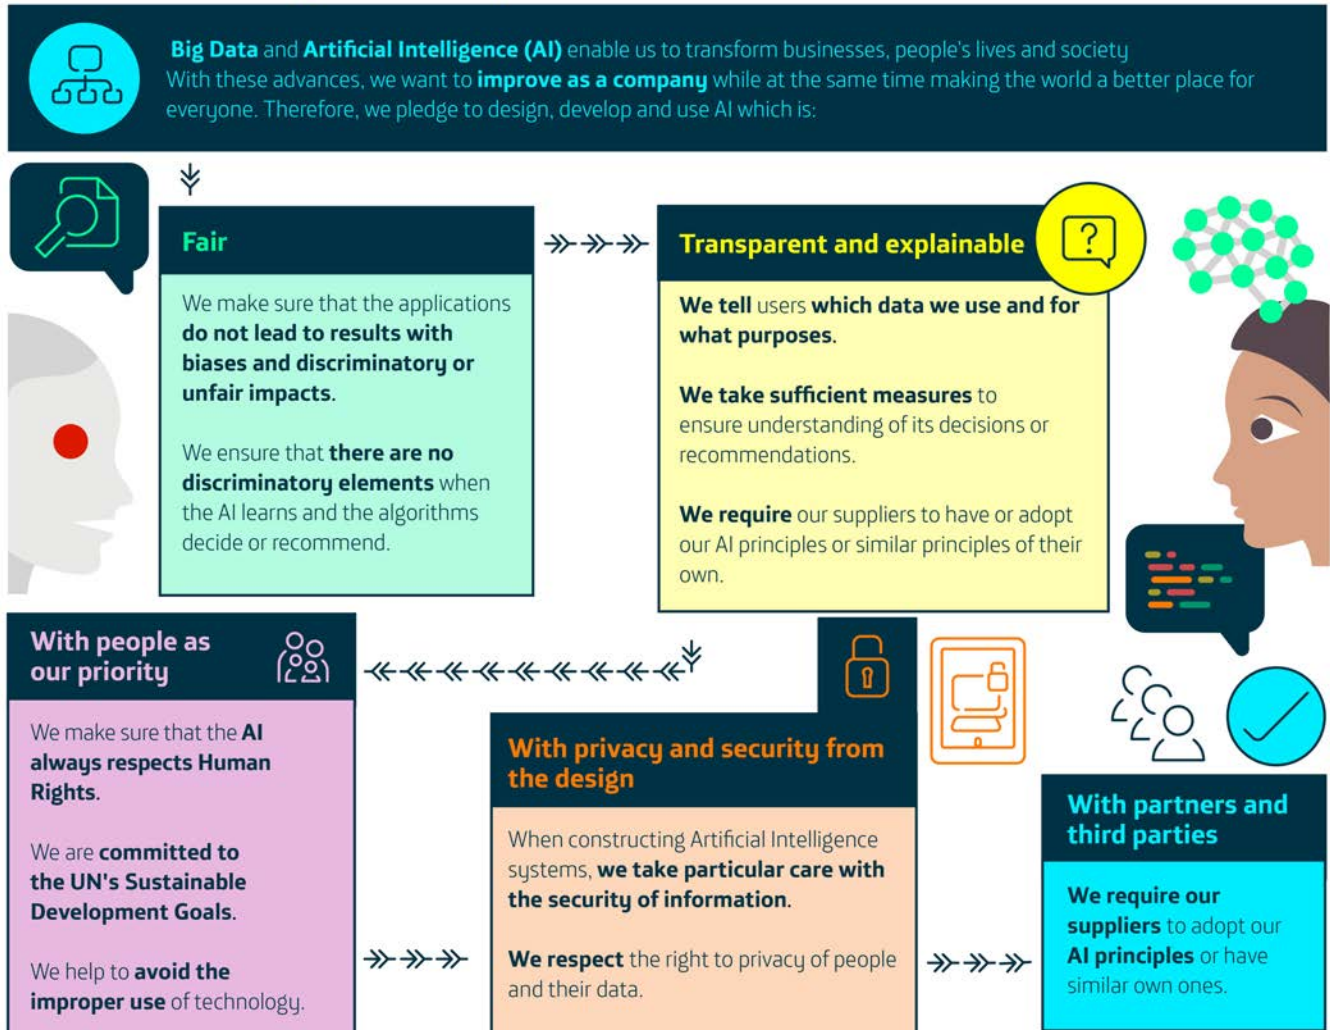 Big Data and Artificial Intelligence (AI) enable us to transform businesses, people's lives and society
With these advances, we want to improve as a company while at the same time making the world a better place for
everyone. Therefore, we pledge to design, develop and use AI which is:
Fair
We make sure that the applications
do not lead to results with
biases and discriminatory or
unfair impacts.
We ensure that there are no
discriminatory elements when
the AI learns and the algorithms
decide or recommend.
Transparent and explainable
?
We tell users which data we use and for
what purposes.
We take sufficient measures to
ensure understanding of its decisions or
recommendations.
We require our suppliers to have or adopt
our AI principles or similar principles of their
own.
With people as
our priority
We make sure that the AI
always respects Human
Rights.
We are committed to
the UN's Sustainable
Development Goals.
We help to avoid the
improper use of technology.
With privacy and security from
the design
When constructing Artificial Intelligence
systems, we take particular care with
the security of information.
We respect the right to privacy of people
and their data.
With partners and
third parties
We require our
suppliers to adopt our
AI principles or have
similar own ones.